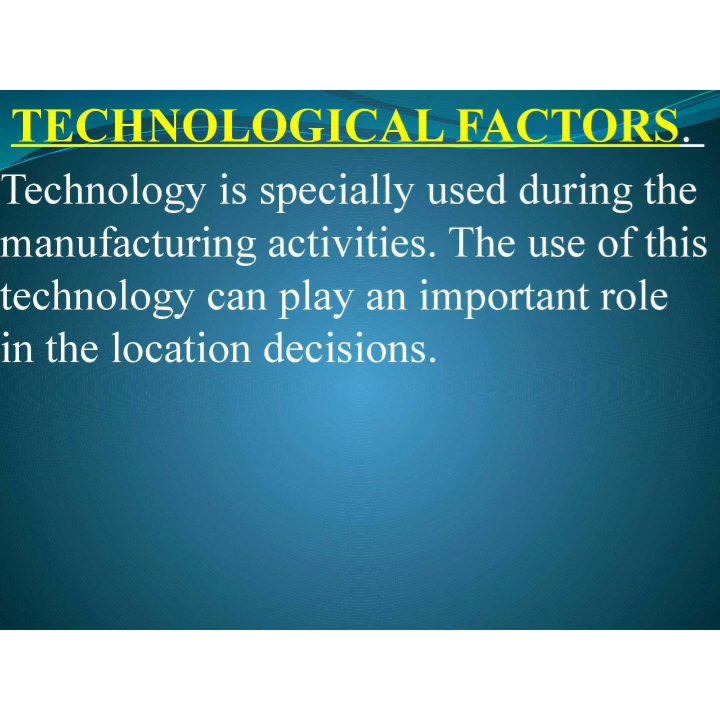 TECHNOLOGICAL FACTORS.
Technology is specially used during the
manufacturing activities. The use of this
technology can play an important role
in the location decisions.